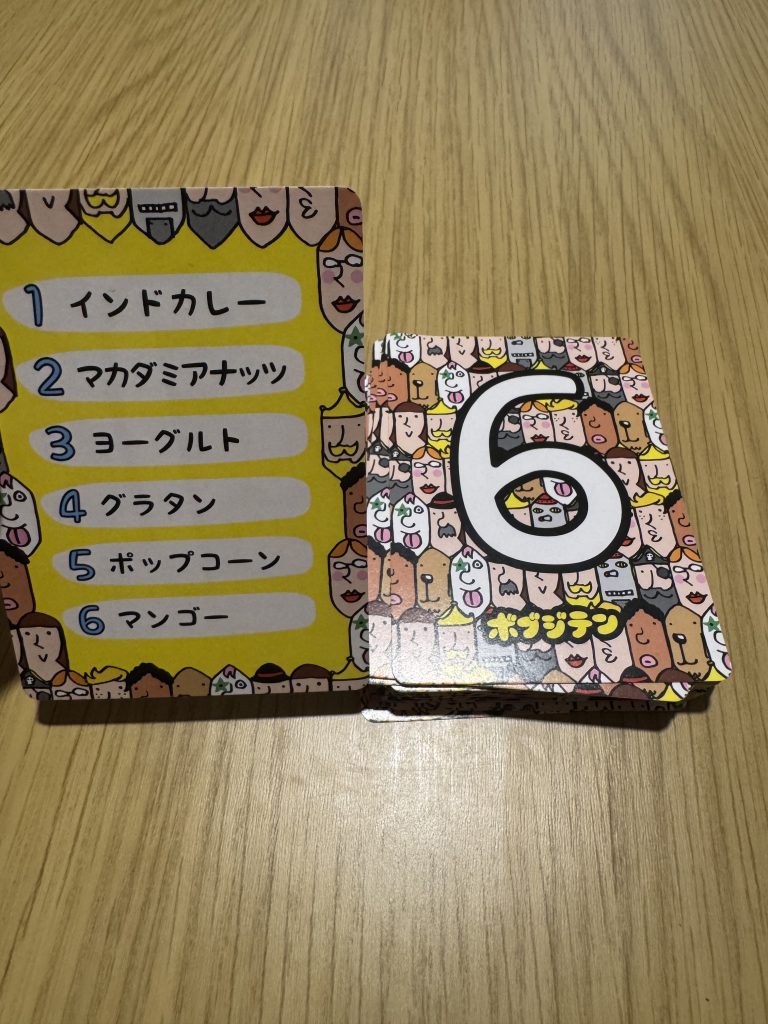 1 インドカレー
2 マカダミアナッツ
3 ヨーグルト
4 グラタン
5 ポップコーン
6 マンゴー
6
ボブジテン